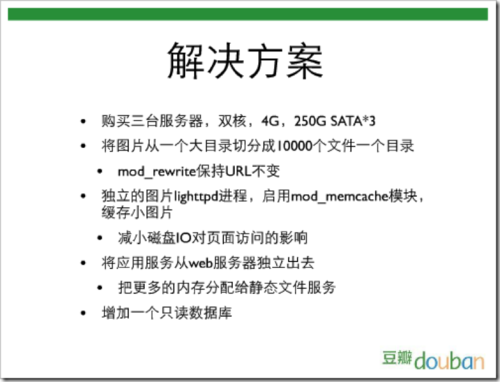 解决方案
• 购买三台服务器，双核，4G，250G SATA*3
• 将图片从一个大目录切分成10000个文件一个目录
• mod_rewrite保持URL不变
• 独立的图片lighttpd进程，启用mod_memcache模块，
缓存小图片
• 减小磁盘IO对页面访问的影响
• 将应用服务从web服务器独立出去
• 把更多的内存分配给静态文件服务
• 增加一个只读数据库
豆瓣douban